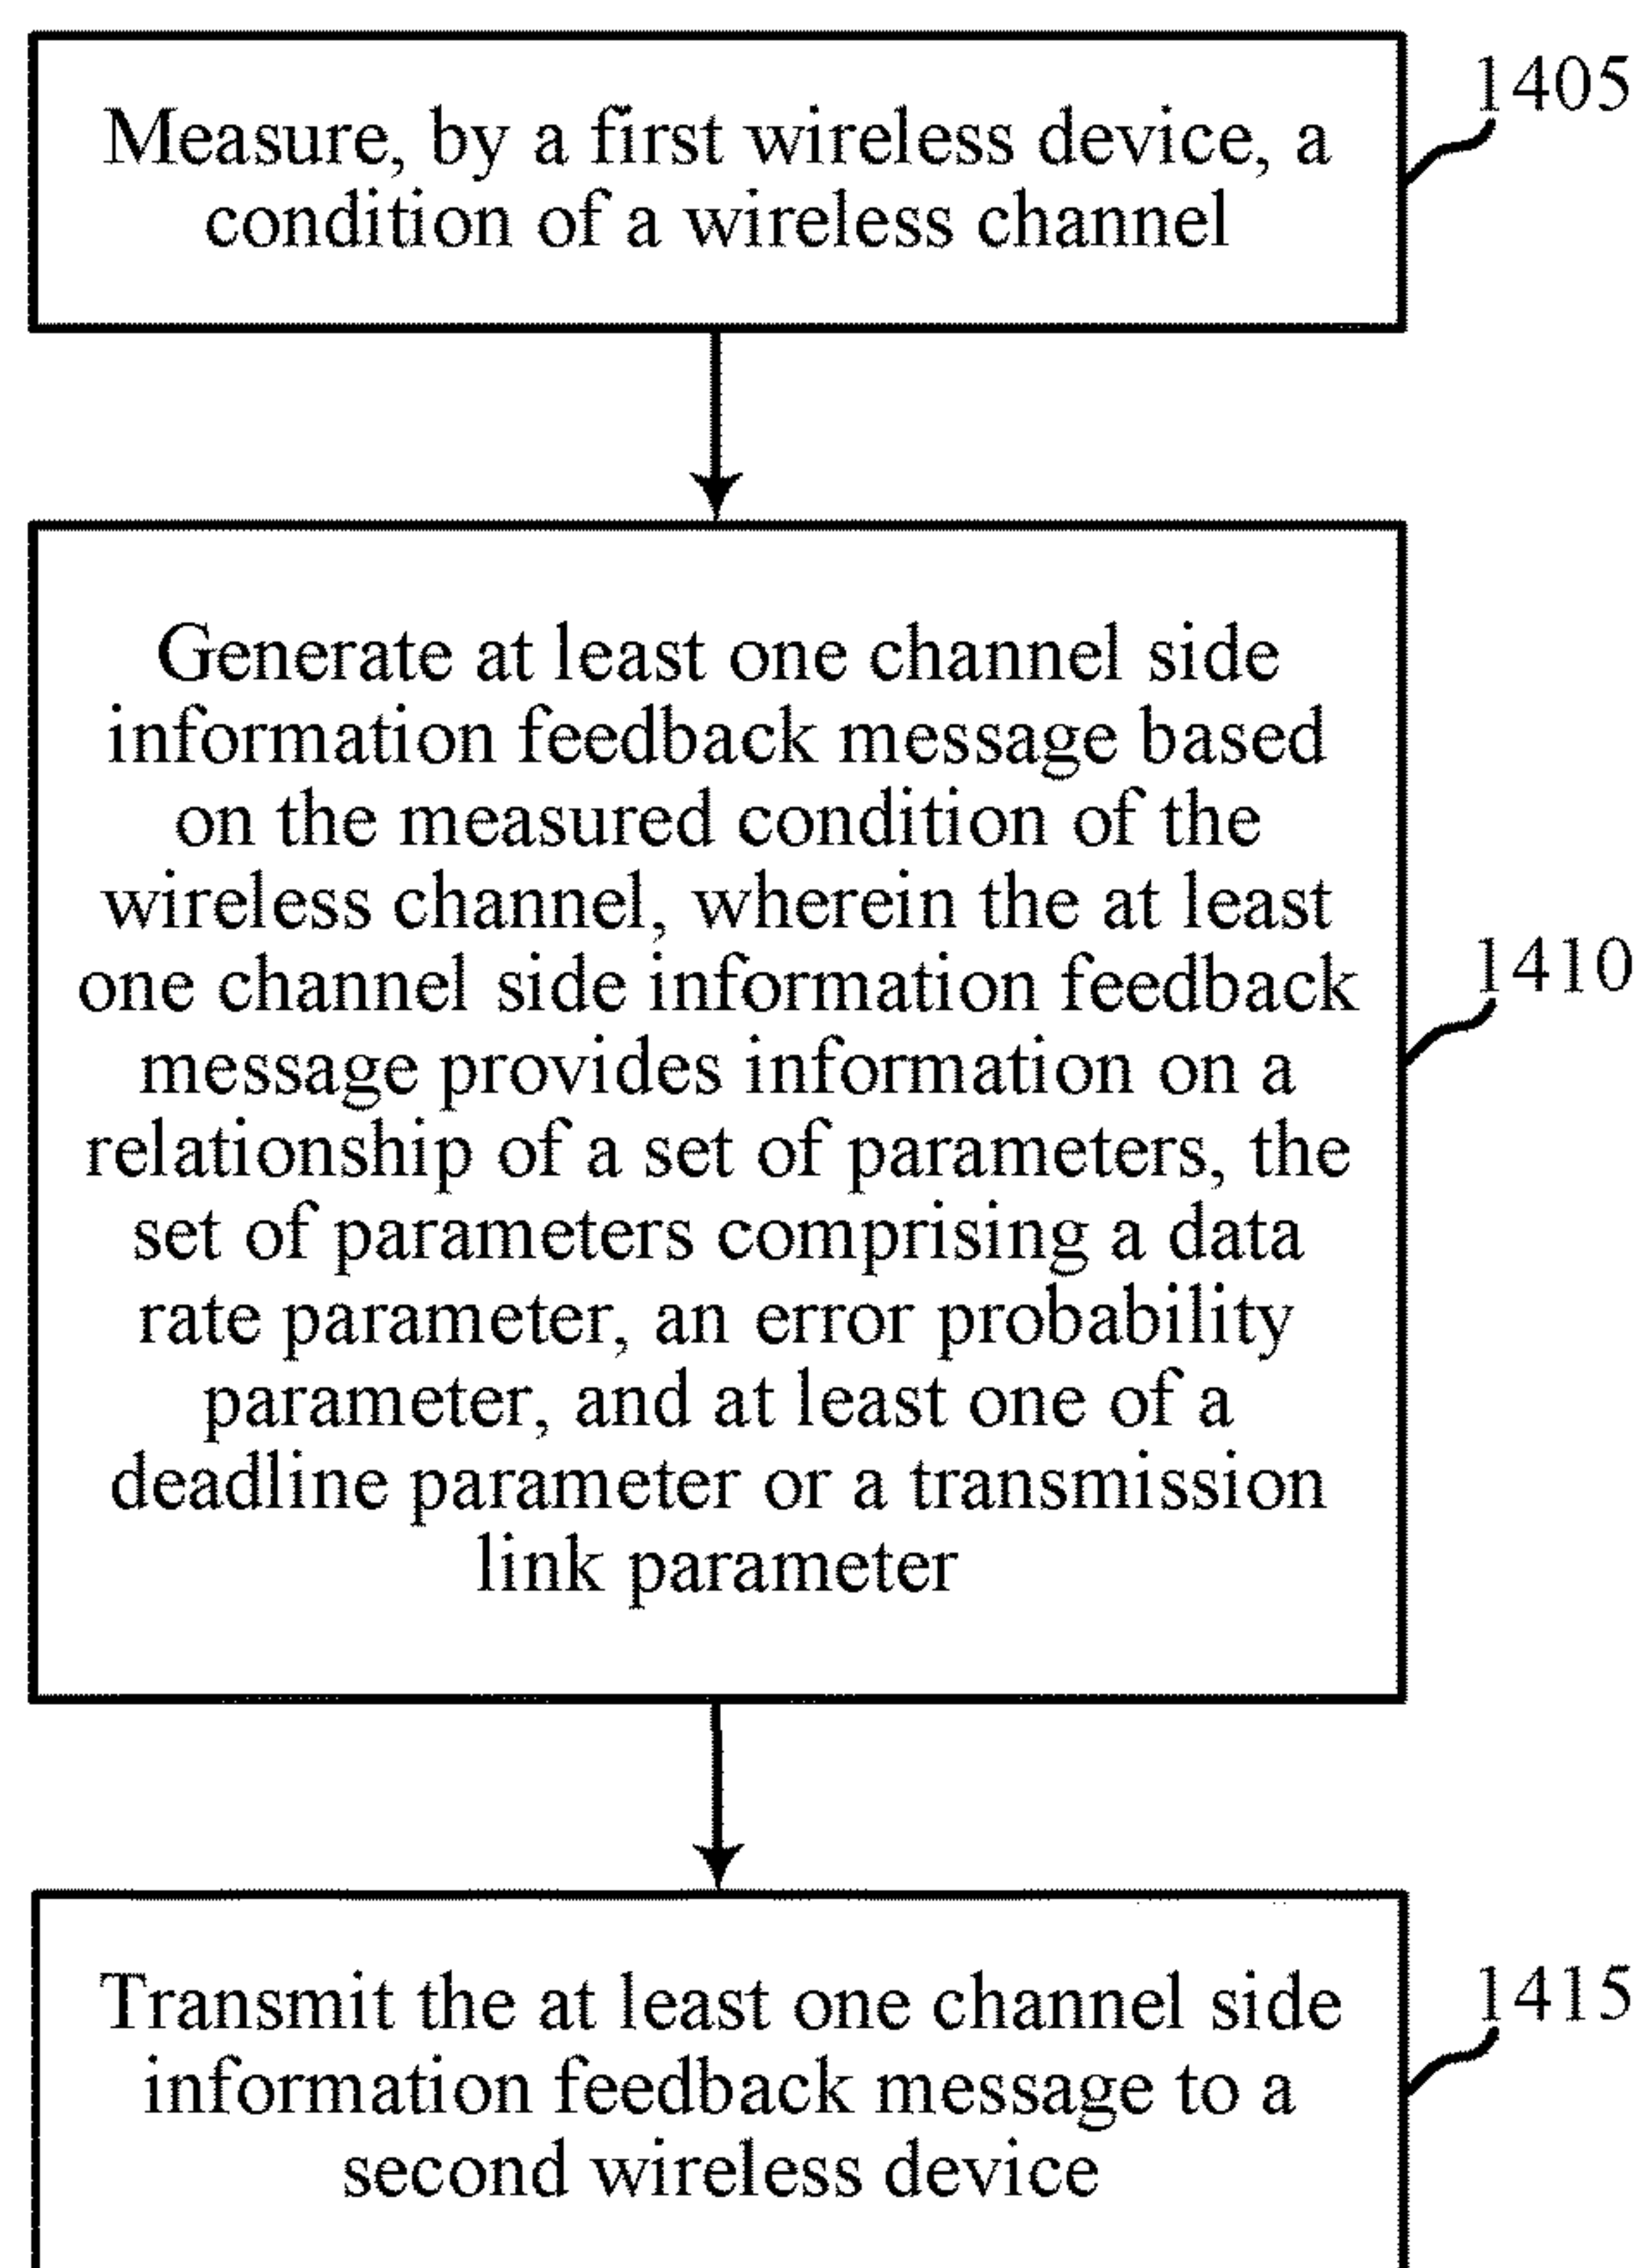 1405
Measure, by a first wireless device, a
condition of a wireless channel
Generate at least one channel side
information feedback message based
on the measured condition of the
wireless channel, wherein the at least
one channel side information feedback
1410
message provides information on a
relationship of a set of parameters, the
set of parameters comprising a data
rate parameter, an error probability
parameter, and at least one of a
deadline parameter or a transmission
link parameter
1415
Transmit the at least one channel side
information feedback message to a
second wireless device